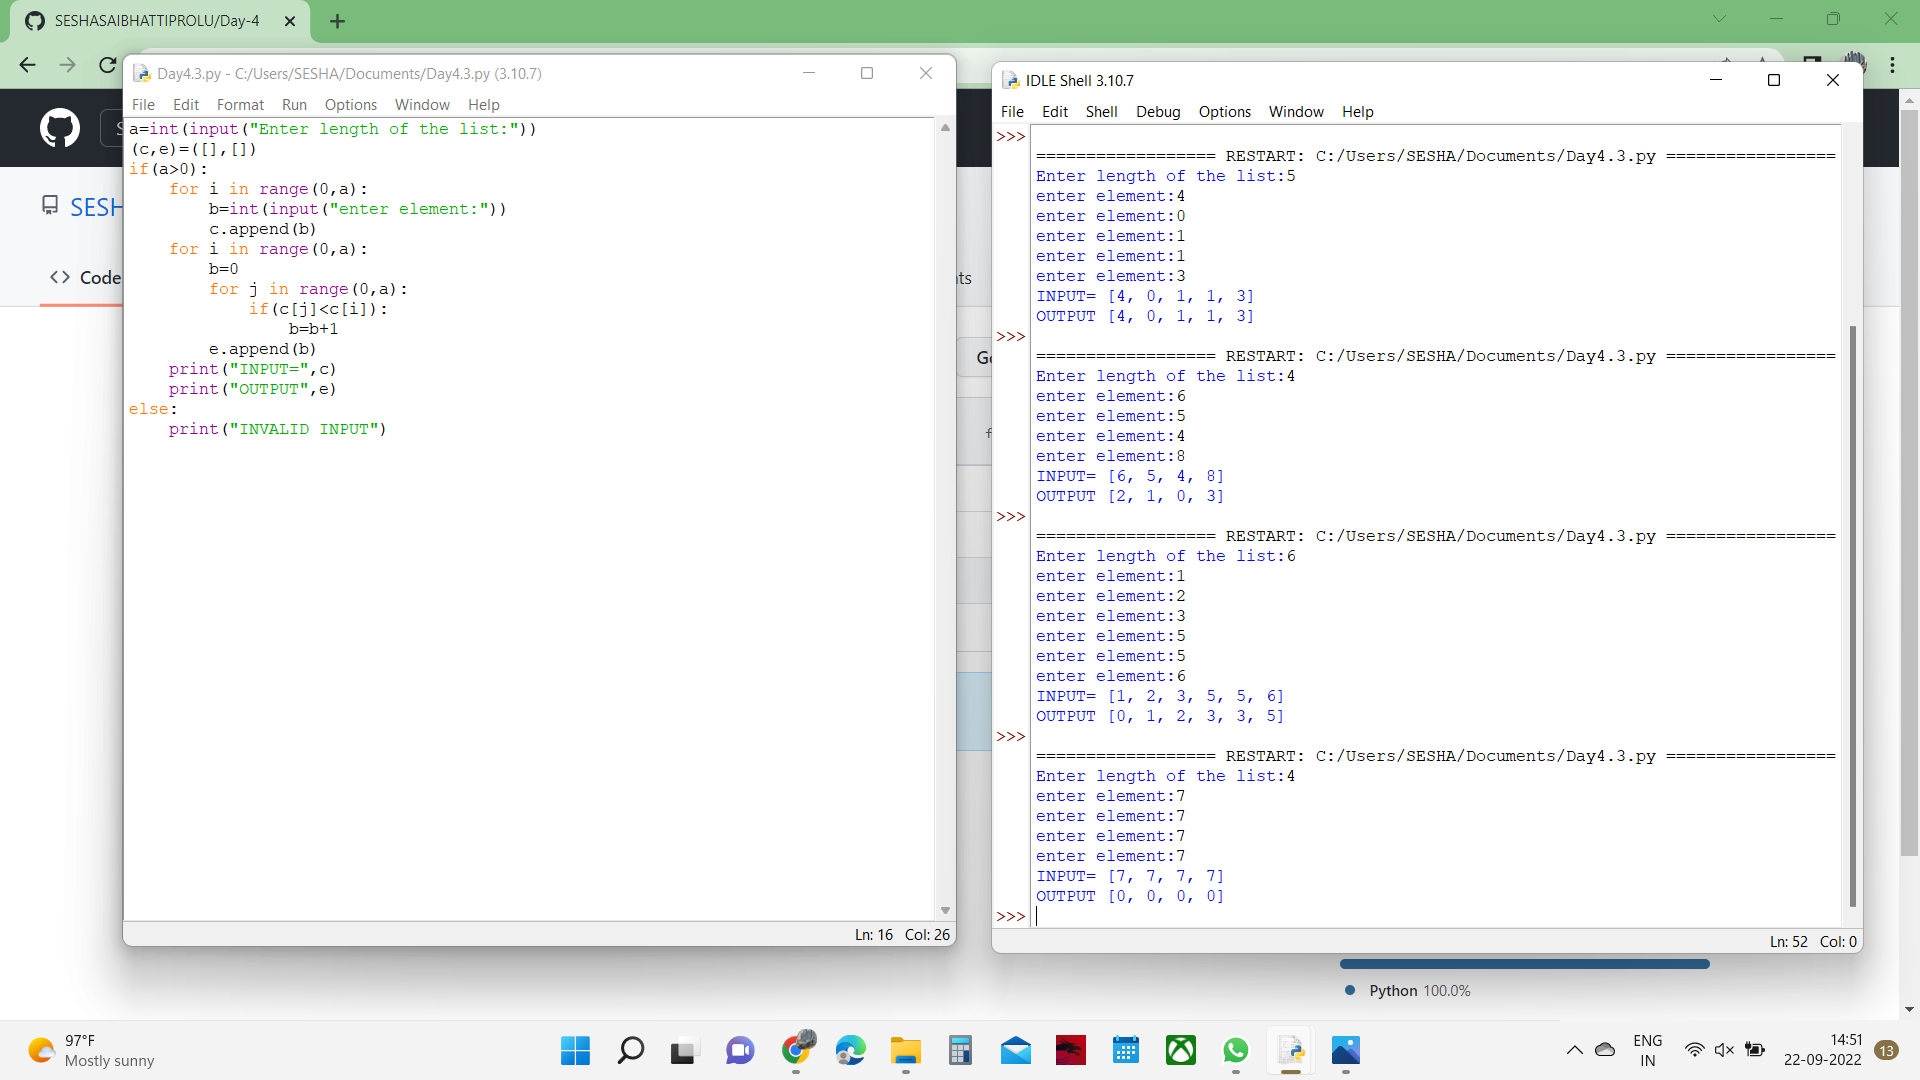 SESHASAIBHATTIPROLU/Day-4
Day4.3.py - C:/Users/SESHA/Documents/Day4.3.py (3.10.7)
File Edit Format Run Options Window Help
a=int(input("Enter length of the list:"))
(c,e)=([],[])
if(a>0):
    for i in range(0,a):
        b=int(input("enter element:"))
        c.append(b)
    for i in range(0,a):
        b=0
        for j in range(0,a):
            if(c[j]<c[i]):
                b=b+1
        e.append(b)
    print("INPUT=",c)
    print("OUTPUT",e)
else:
    print("INVALID INPUT")
Ln: 16 Col: 26
SESH
<> Code
IDLE Shell 3.10.7
File Edit Shell Debug Options Window Help
>>>
================== RESTART: C:/Users/SESHA/Documents/Day4.3.py =================
Enter length of the list:5
enter element:4
enter element:0
enter element:1
enter element:1
enter element:3
INPUT= [4, 0, 1, 1, 3]
OUTPUT [4, 0, 1, 1, 3]
>>>
================== RESTART: C:/Users/SESHA/Documents/Day4.3.py =================
Enter length of the list:4
enter element:6
enter element:5
enter element:4
enter element:8
INPUT= [6, 5, 4, 8]
OUTPUT [2, 1, 0, 3]
>>>
================== RESTART: C:/Users/SESHA/Documents/Day4.3.py =================
Enter length of the list:6
enter element:1
enter element:2
enter element:3
enter element:5
enter element:5
enter element:6
INPUT= [1, 2, 3, 5, 5, 6]
OUTPUT [0, 1, 2, 3, 3, 5]
>>>
================== RESTART: C:/Users/SESHA/Documents/Day4.3.py =================
Enter length of the list:4
enter element:7
enter element:7
enter element:7
enter element:7
INPUT= [7, 7, 7, 7]
OUTPUT [0, 0, 0, 0]
>>>
Ln: 52 Col: 0
Python 100.0%
97°F
Mostly sunny
ENG
IN
14:51
22-09-2022
13